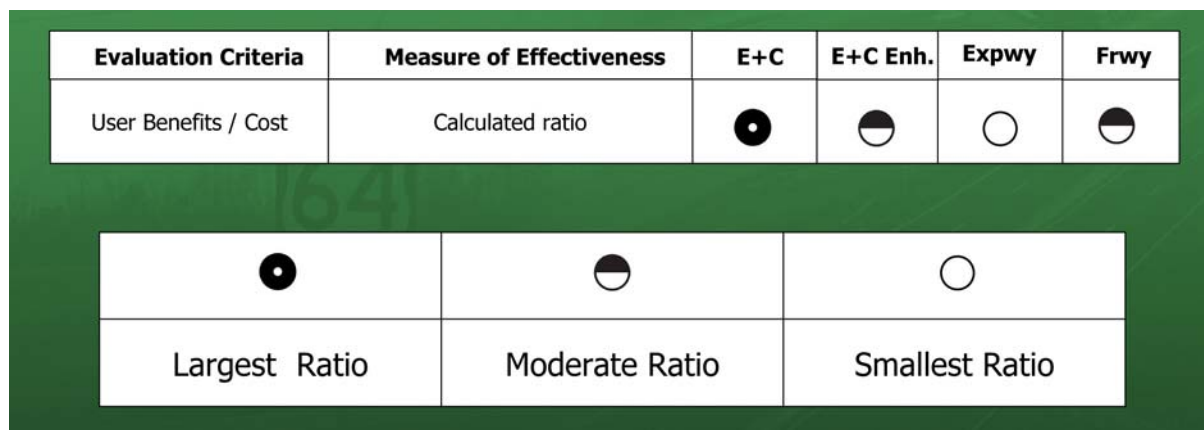 Evaluation Criteria Measure of Effectiveness E+C E+C Enh. Expwy Frwy
User Benefits / Cost Calculated ratio
64
Largest Ratio Moderate Ratio Smallest Ratio